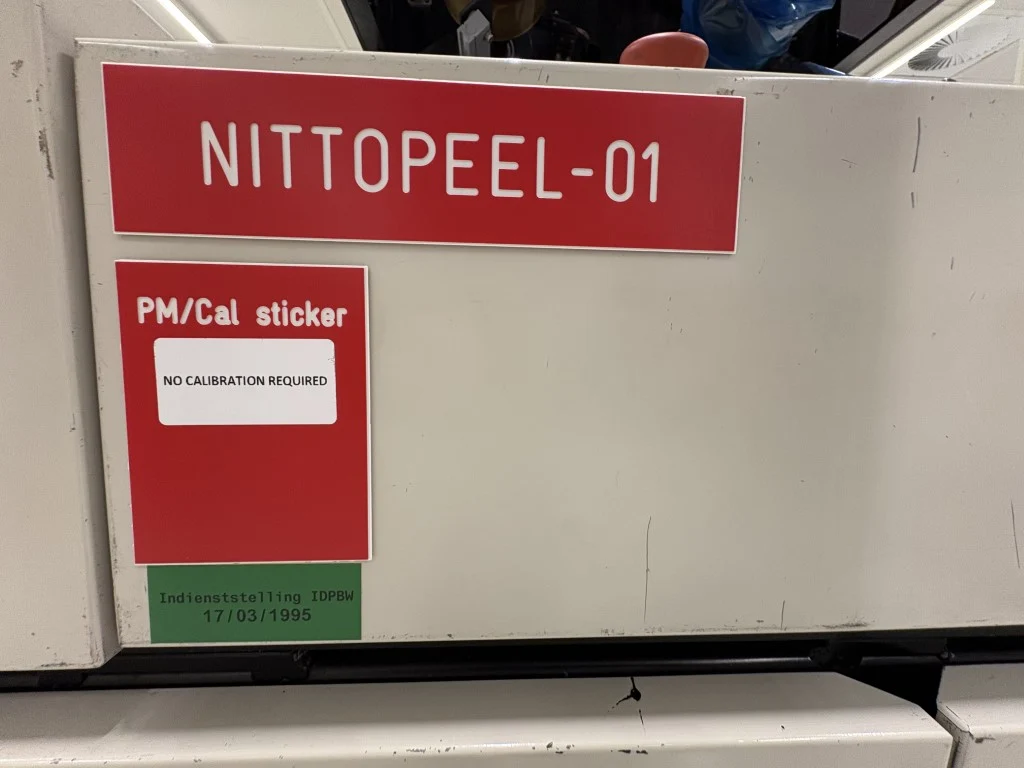 NITTOPEEL-01
PM/Cal sticker
NO CALIBRATION REQUIRED
Indienststelling IDPBW
17/03/1995